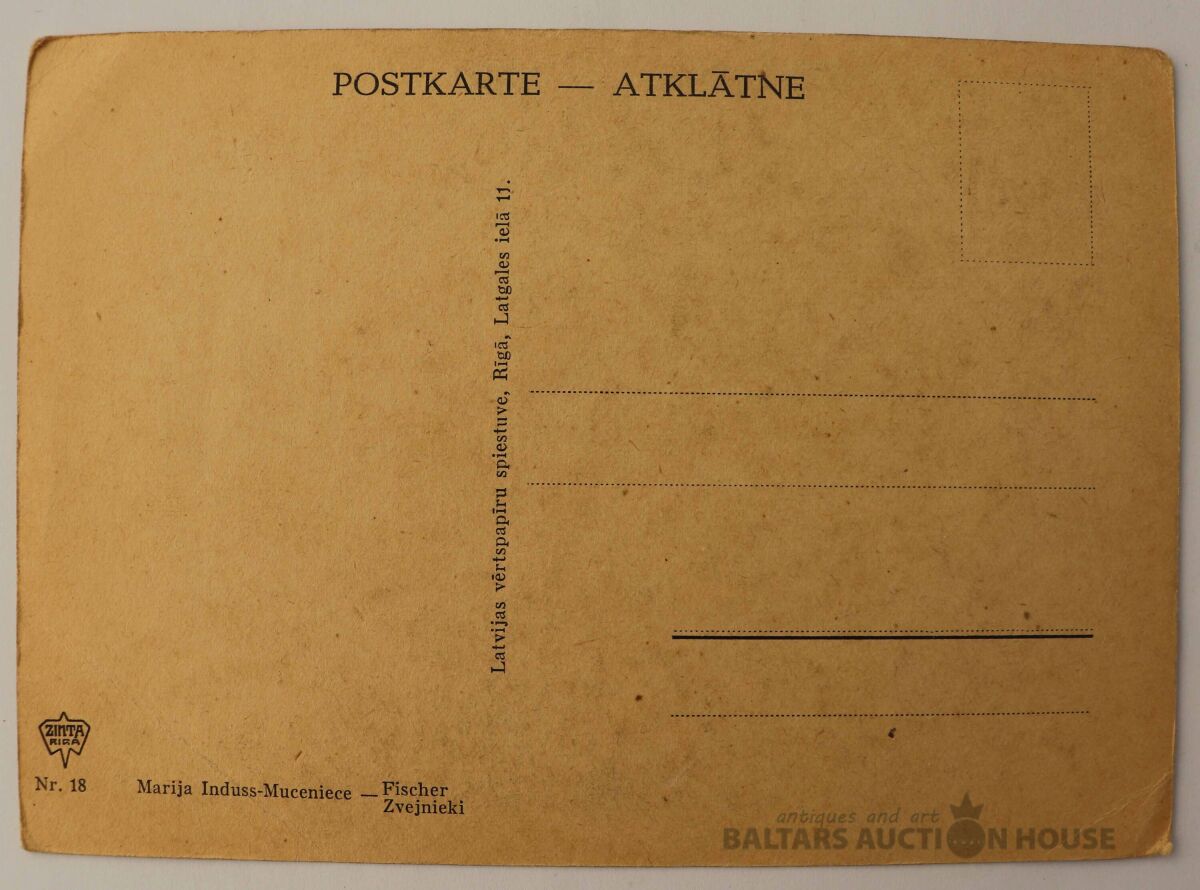 POSTKARTE — ATKLĀTNE
Latvijas vērtspapīru spiestuve, Rīgā, Latgales ielā 11.
ZINTA
RIGĀ
Nr. 18
Marija Induss-Muceniece — Fischer
Zvejnieki
antiques and art
BALTARS AUCTION HOUSE